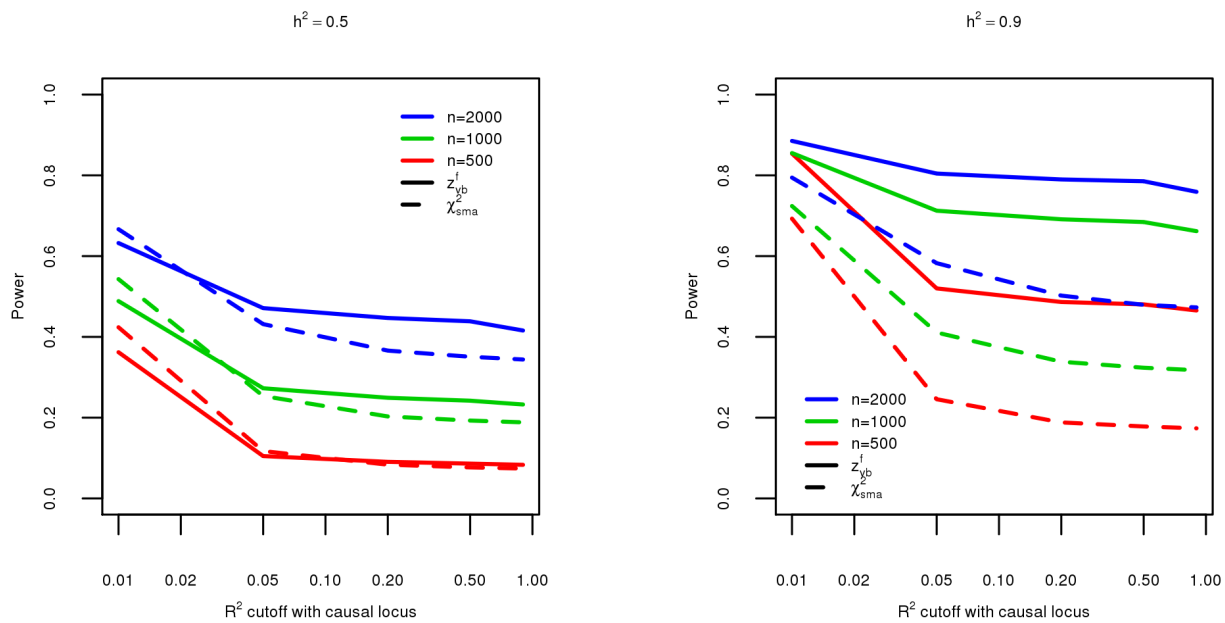 h² = 0.5
Power
1.0
0.8
0.6
0.4
0.2
0.0
n=2000
n=1000
n=500
z_vb^f
χ²_sma
0.01 0.02 0.05 0.10 0.20 0.50 1.00
R² cutoff with causal locus
h² = 0.9
Power
1.0
0.8
0.6
0.4
0.2
0.0
n=2000
n=1000
n=500
z_vb^f
χ²_sma
0.01 0.02 0.05 0.10 0.20 0.50 1.00
R² cutoff with causal locus